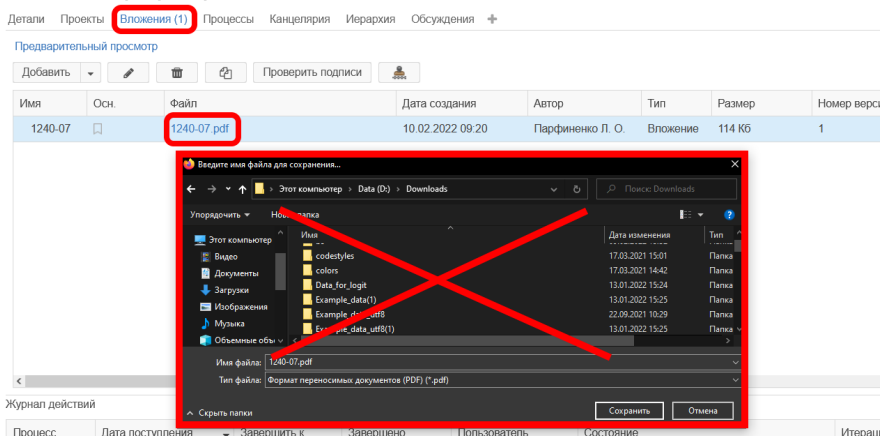 Детали Проекты Вложения (1) Процессы Канцелярия Иерархия Обсуждения +
Предварительный просмотр
Добавить Проверить подписи
Имя Осн. Файл Дата создания Автор Тип Размер Номер верси
1240-07 1240-07.pdf 10.02.2022 09:20 Парфиненко Л. О. Вложение 114 Кб 1
Введите имя файла для сохранения...
Этот компьютер › Data (D:) › Downloads Поиск: Downloads
Упорядочить Новая папка
Этот компьютер Имя Дата изменения Тип
Видео codestyles 17.03.2021 15:01 Папка
Документы colors 17.03.2021 14:42 Папка
Загрузки Data_for_logit 13.01.2022 15:24 Папка
Изображения Example_data(1) 13.01.2022 15:25 Папка
Музыка Example_data_utf8 22.09.2021 10:29 Папка
Объемные объ Example_data_utf8(1) 13.01.2022 15:25 Папка
Имя файла: 1240-07.pdf
Тип файла: Формат переносимых документов (PDF) (*.pdf)
Скрыть папки Сохранить Отмена
Журнал действий
Процесс Дата поступления Завершить к Завершено Пользователь Состояние Итерац